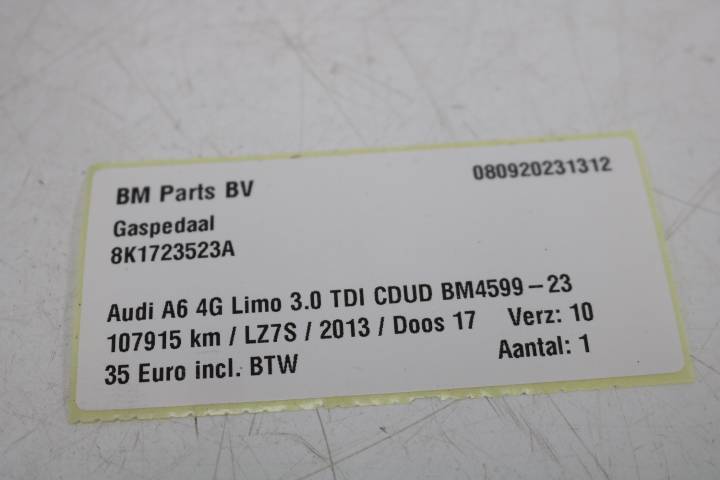 BM Parts BV
080920231312
Gaspedaal
8K1723523A
Audi A6 4G Limo 3.0 TDI CDUD BM4599-23
107915 km / LZ7S / 2013 / Doos 17 Verz: 10
35 Euro incl. BTW Aantal: 1